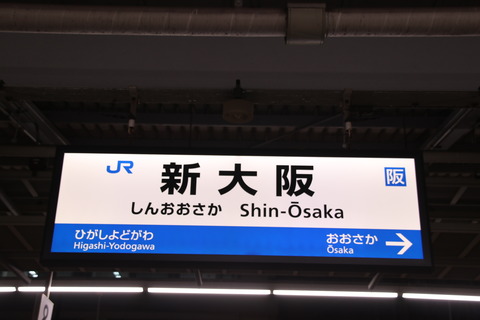 JR 新大阪 阪
しんおおさか Shin-Ōsaka
ひがしよどがわ おおさか
Higashi-Yodogawa Ōsaka